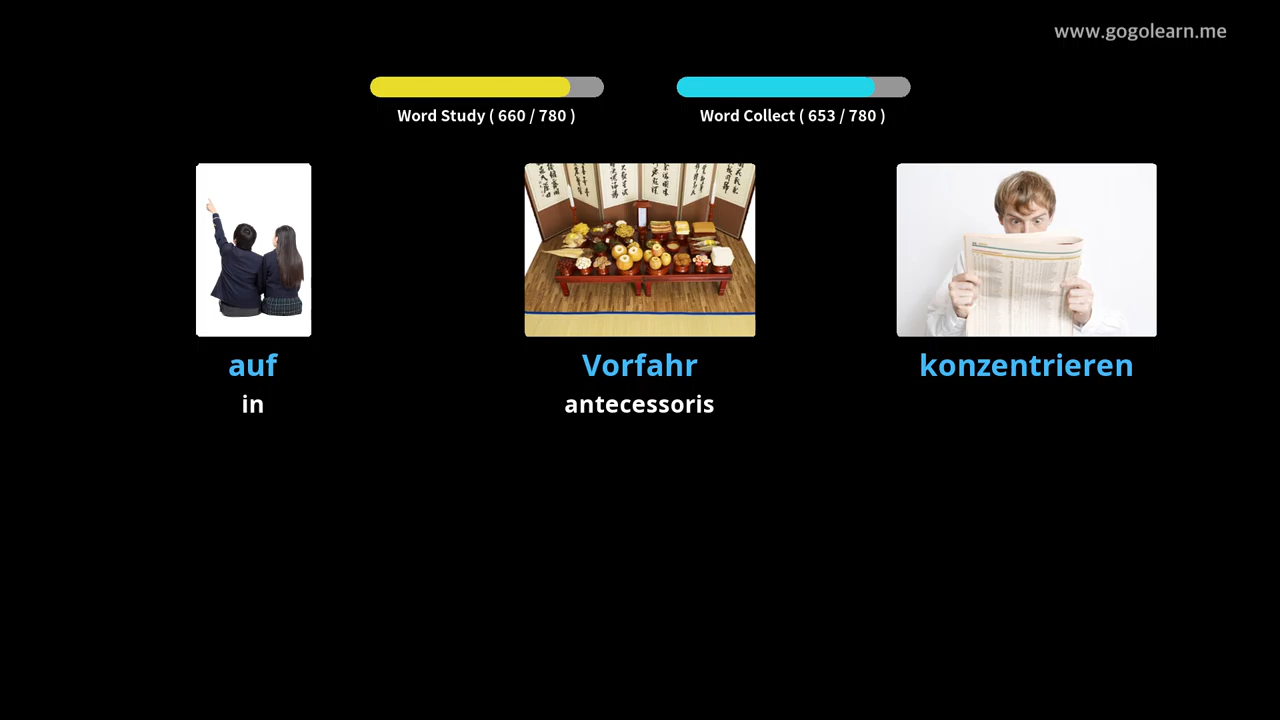 www.gogolearn.me
Word Study ( 660 / 780 )
Word Collect ( 653 / 780 )
auf
Vorfahr
konzentrieren
in
antecessoris